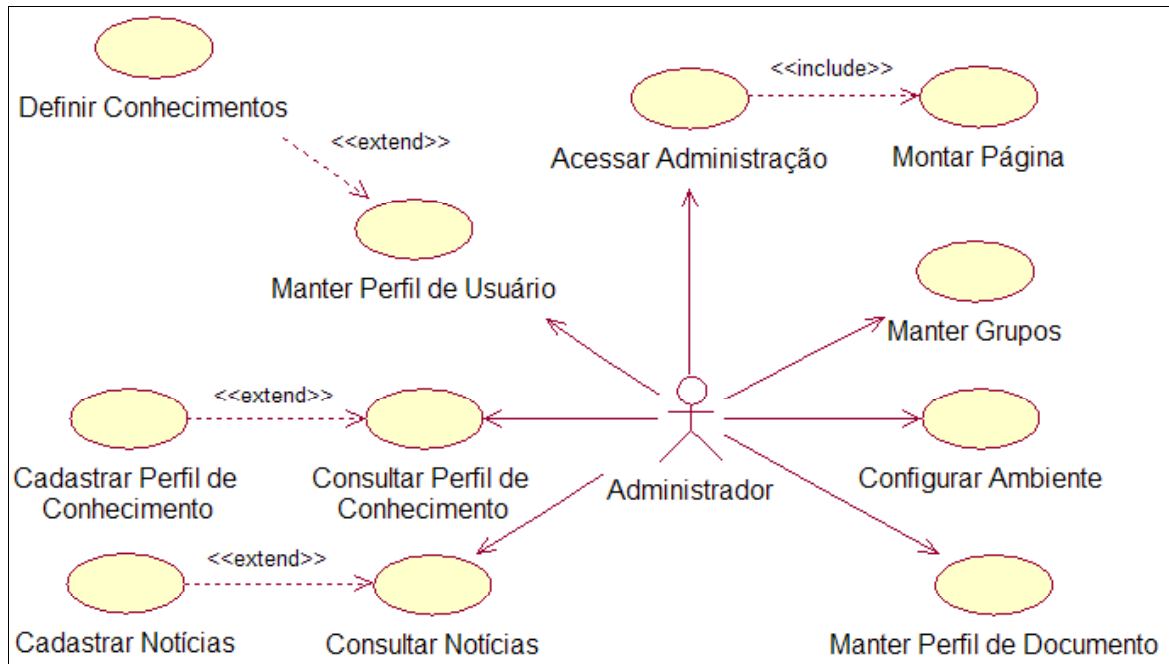 <<include>>
Definir Conhecimentos
<<extend>>
Acessar Administração
Montar Página
Manter Perfil de Usuário
Manter Grupos
<<extend>>
Cadastrar Perfil de
Conhecimento
Consultar Perfil de
Conhecimento
Administrador
Configurar Ambiente
<<extend>>
Cadastrar Notícias
Consultar Notícias
Manter Perfil de Documento